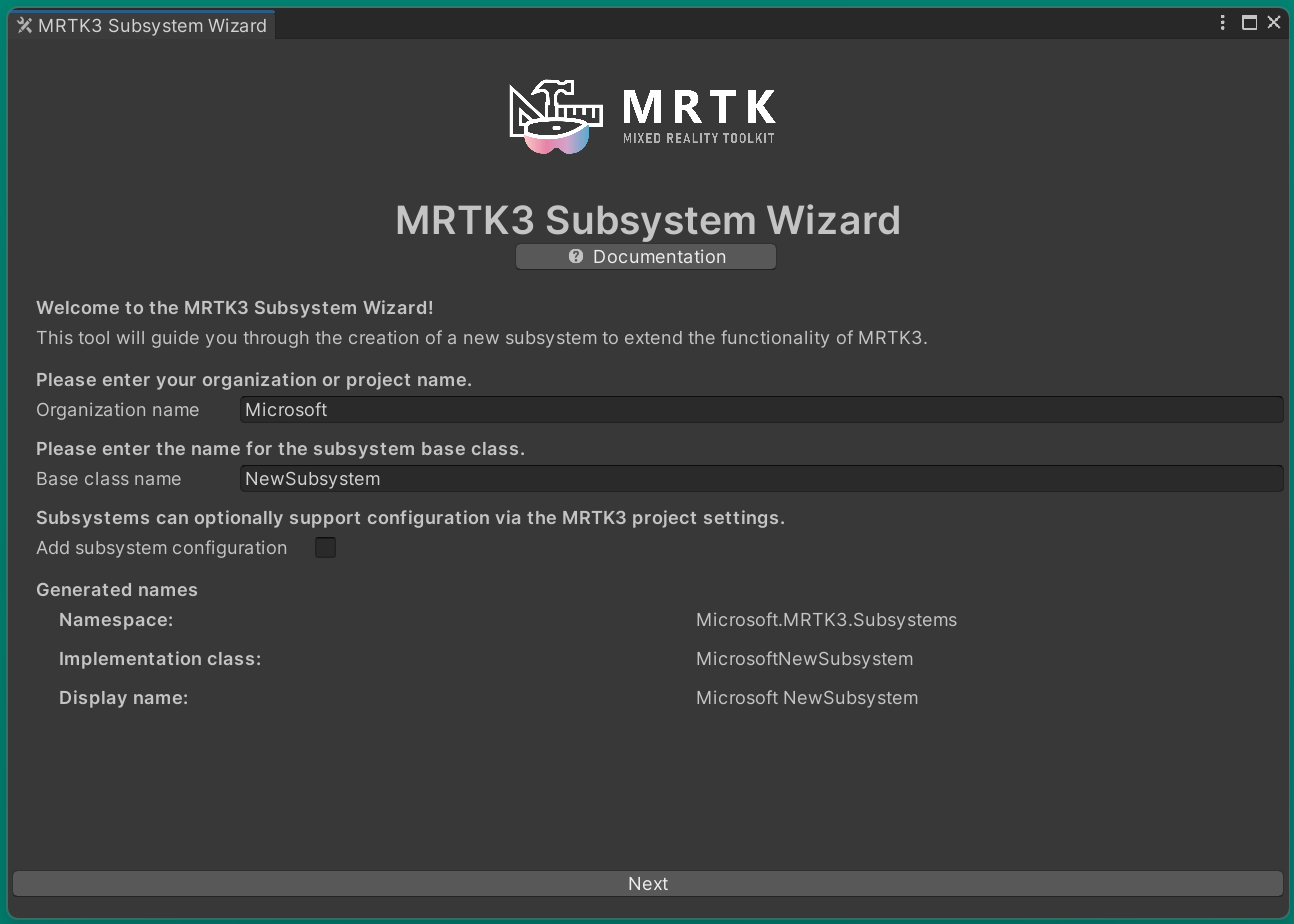 MRTK3 Subsystem Wizard
MRTK
MIXED REALITY TOOLKIT
MRTK3 Subsystem Wizard
Documentation
Welcome to the MRTK3 Subsystem Wizard!
This tool will guide you through the creation of a new subsystem to extend the functionality of MRTK3.
Please enter your organization or project name.
Organization name Microsoft
Please enter the name for the subsystem base class.
Base class name NewSubsystem
Subsystems can optionally support configuration via the MRTK3 project settings.
Add subsystem configuration
Generated names
Namespace: Microsoft.MRTK3.Subsystems
Implementation class: MicrosoftNewSubsystem
Display name: Microsoft NewSubsystem
Next